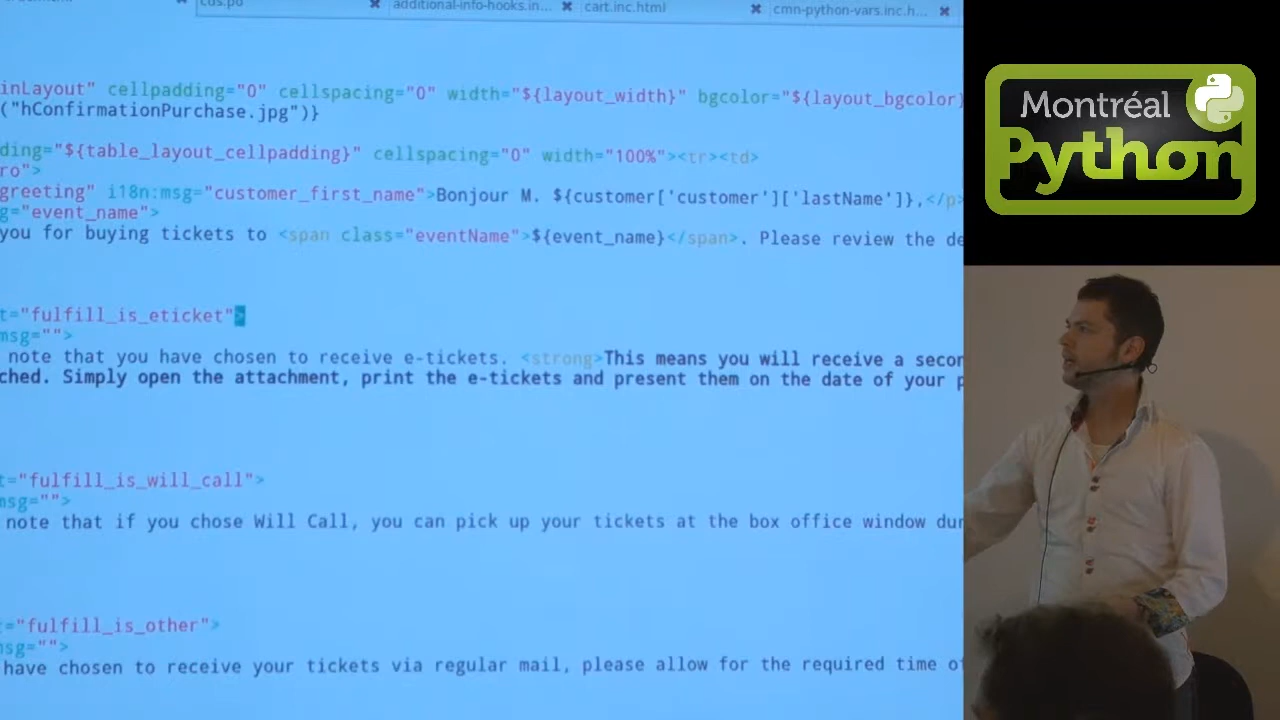 cus.po
additional-info-hooks.in...
cart.inc.html
cmn-python-vars.inc.h...
inLayout" cellpadding="0" cellspacing="0" width="${layout_width}" bgcolor="${layout_bgcolor}
("hConfirmationPurchase.jpg")}
ding="${table_layout_cellpadding}" cellspacing="0" width="100%"><tr><td>
ro">
greeting" i18n:msg="customer_first_name">Bonjour M. ${customer['customer']['lastName']},</p>
g="event_name">
you for buying tickets to <span class="eventName">${event_name}</span>. Please review the de
t="fulfill_is_eticket">
msg="">
note that you have chosen to receive e-tickets. <strong>This means you will receive a secon
ched. Simply open the attachment, print the e-tickets and present them on the date of your p
t="fulfill_is_will_call">
msg="">
note that if you chose Will Call, you can pick up your tickets at the box office window dur
t="fulfill_is_other">
msg="">
have chosen to receive your tickets via regular mail, please allow for the required time of
Montréal
Python